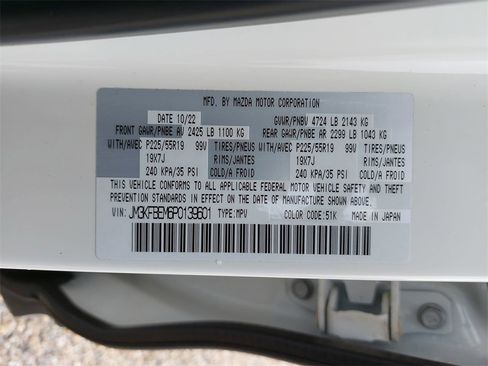 MFD. BY MAZDA MOTOR CORPORATION
DATE 10/22 GVWR/PNBV 4724 LB 2143 KG
FRONT GAWR/PNBE AV 2425 LB 1100 KG REAR GAWR/PNBE AR 2299 LB 1043 KG
WITH/AVEC P225/55R19 99V TIRES/PNEUS WITH/AVEC P225/55R19 99V TIRES/PNEUS
19X7J RIMS/JANTES 19X7J RIMS/JANTES
240 KPA/35 PSI COLD/A FROID 240 KPA/35 PSI COLD/A FROID
THIS VEHICLE CONFORMS TO ALL APPLICABLE FEDERAL MOTOR VEHICLE SAFETY AND THEFT PREVENTION
STANDARDS IN EFFECT ON THE DATE OF MANUFACTURE SHOWN ABOVE.
VIN: JM3KFBEM6P0139601 TYPE:MPV COLOR CODE:51K MADE IN JAPAN